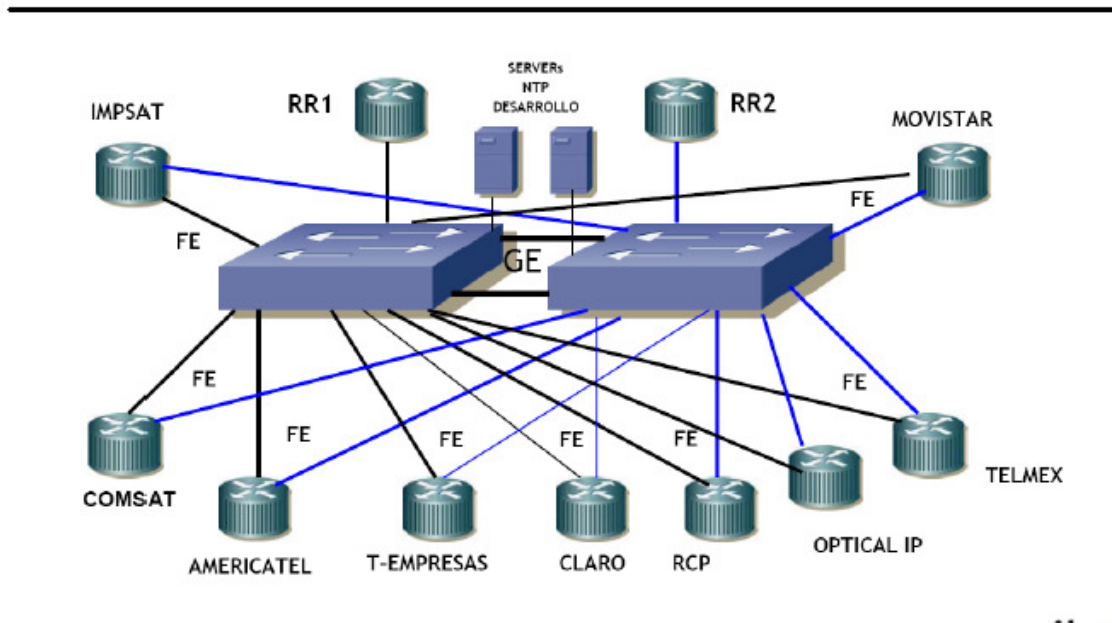 SERVERs
NTP
DESARROLLO
IMPSAT
RR1
RR2
MOVISTAR
FE
FE
GE
FE
FE
FE
FE
FE
FE
COMSAT
TELMEX
AMERICATEL
T-EMPRESAS
CLARO
RCP
OPTICAL IP